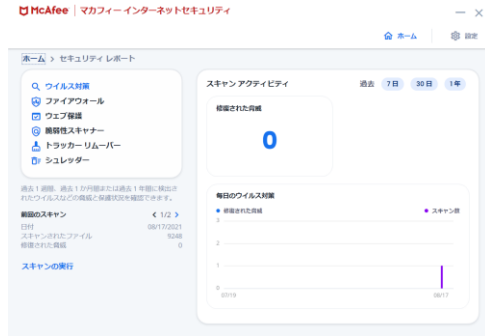 McAfee | マカフィー インターネットセキュリティ
ホーム
設定
ホーム > セキュリティ レポート
ウイルス対策
ファイアウォール
ウェブ保護
脆弱性スキャナー
トラッカー リムーバー
シュレッダー
過去 1 週間、過去 1 か月間または過去 1 年間に検出さ
れたウイルスなどの脅威と保護状況を確認できます。
前回のスキャン < 1/2 >
日付 08/17/2021
スキャンされたファイル 9248
修復された脅威 0
スキャンの実行
スキャン アクティビティ 過去 7日 30日 1年
修復された脅威
0
毎日のウイルス対策
修復された脅威 スキャン群
3
2
1
0
07/19 08/17